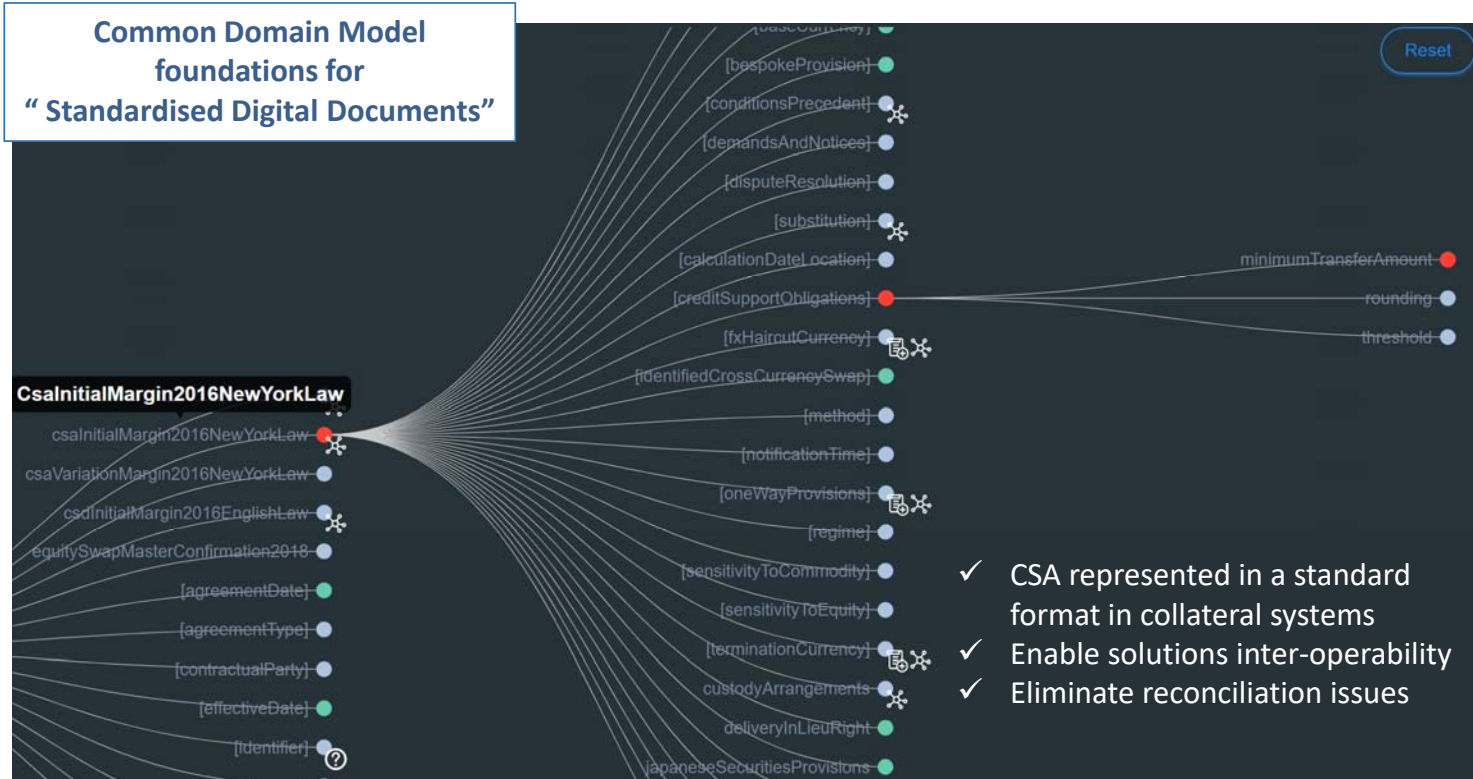 Common Domain Model
foundations for
“ Standardised Digital Documents”
Reset
[baseCurrency]
[bespokeProvision]
[conditionsPrecedent]
[demandsAndNotices]
[disputeResolution]
[substitution]
[calculationDateLocation]
[creditSupportObligations]
[fxHaircutCurrency]
[identifiedCrossCurrencySwap]
[method]
[notificationTime]
[oneWayProvisions]
[regime]
[sensitivityToCommodity]
[sensitivityToEquity]
[terminationCurrency]
custodyArrangements
deliveryInLieuRight
japaneseSecuritiesProvisions
minimumTransferAmount
rounding
threshold
CsaInitialMargin2016NewYorkLaw
csaInitialMargin2016NewYorkLaw
csaVariationMargin2016NewYorkLaw
csdInitialMargin2016EnglishLaw
equitySwapMasterConfirmation2018
[agreementDate]
[agreementType]
[contractualParty]
[effectiveDate]
[identifier]
?
✓ CSA represented in a standard
format in collateral systems
✓ Enable solutions inter-operability
✓ Eliminate reconciliation issues